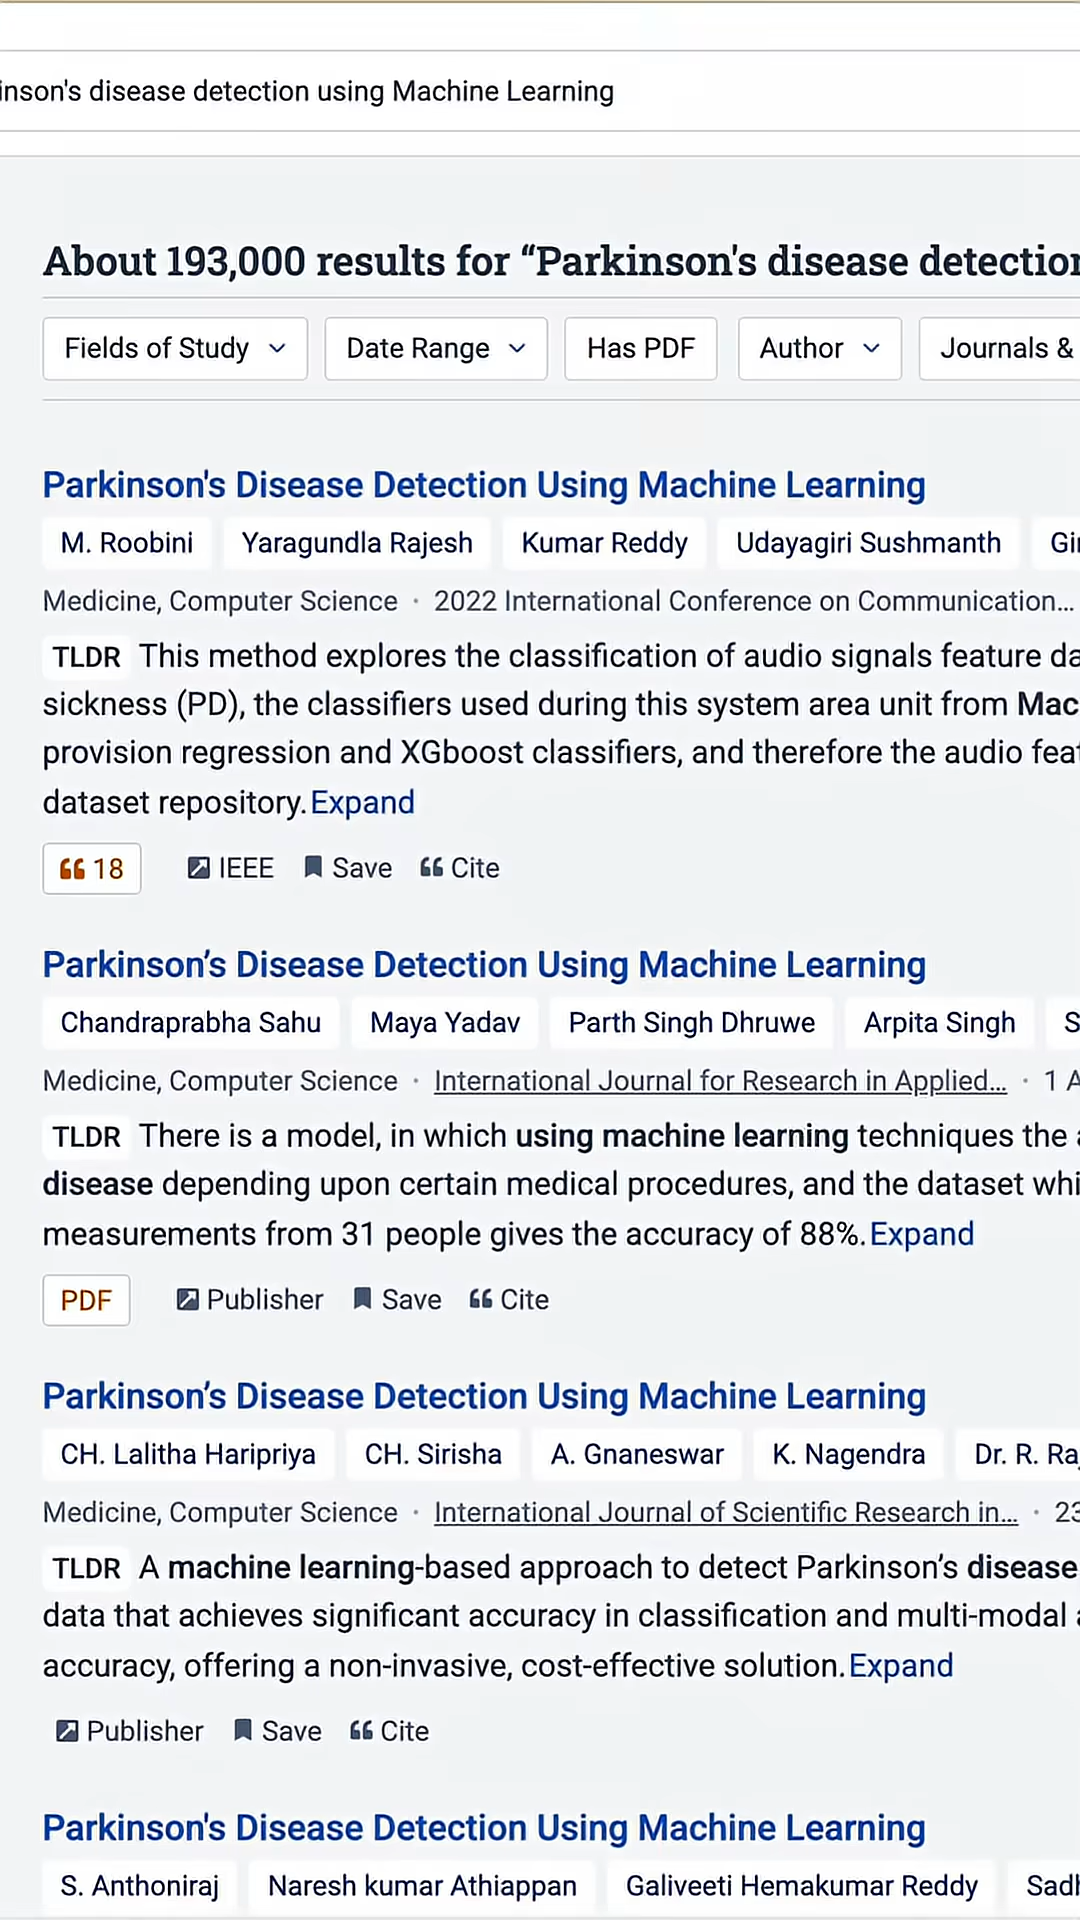 inson's disease detection using Machine Learning
About 193,000 results for “Parkinson's disease detection
Fields of Study Date Range Has PDF Author Journals &
Parkinson's Disease Detection Using Machine Learning
M. Roobini Yaragundla Rajesh Kumar Reddy Udayagiri Sushmanth Gi
Medicine, Computer Science · 2022 International Conference on Communication...
TLDR This method explores the classification of audio signals feature da
sickness (PD), the classifiers used during this system area unit from Mac
provision regression and XGboost classifiers, and therefore the audio feat
dataset repository. Expand
18 IEEE Save Cite
Parkinson’s Disease Detection Using Machine Learning
Chandraprabha Sahu Maya Yadav Parth Singh Dhruwe Arpita Singh S
Medicine, Computer Science · International Journal for Research in Applied... · 1 A
TLDR There is a model, in which using machine learning techniques the a
disease depending upon certain medical procedures, and the dataset whi
measurements from 31 people gives the accuracy of 88%. Expand
PDF Publisher Save Cite
Parkinson’s Disease Detection Using Machine Learning
CH. Lalitha Haripriya CH. Sirisha A. Gnaneswar K. Nagendra Dr. R. Raj
Medicine, Computer Science · International Journal of Scientific Research in... · 23
TLDR A machine learning-based approach to detect Parkinson’s disease
data that achieves significant accuracy in classification and multi-modal a
accuracy, offering a non-invasive, cost-effective solution. Expand
Publisher Save Cite
Parkinson's Disease Detection Using Machine Learning
S. Anthoniraj Naresh kumar Athiappan Galiveeti Hemakumar Reddy Sadh